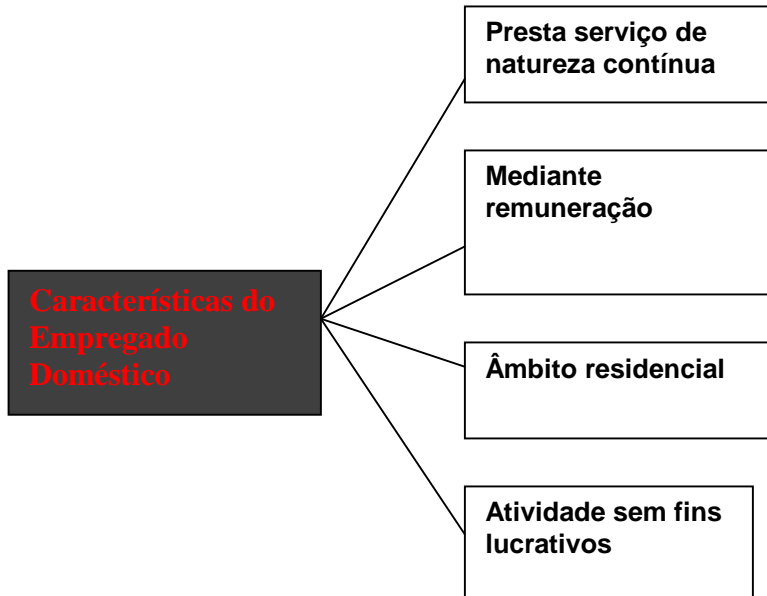 Características do
Empregado
Doméstico
Presta serviço de
natureza contínua
Mediante
remuneração
Âmbito residencial
Atividade sem fins
lucrativos